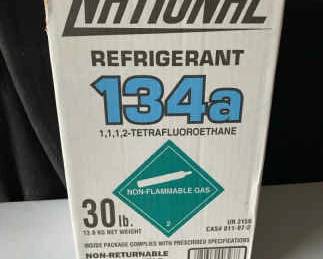 NATIONAL
REFRIGERANT
134a
1,1,1,2-TETRAFLUOROETHANE
NON-FLAMMABLE GAS
2
30 lb.
13.6 KG NET WEIGHT
UN 3159
CAS# 811-97-2
INSIDE PACKAGE COMPLIES WITH PRESCRIBED SPECIFICATIONS
NON-RETURNABLE